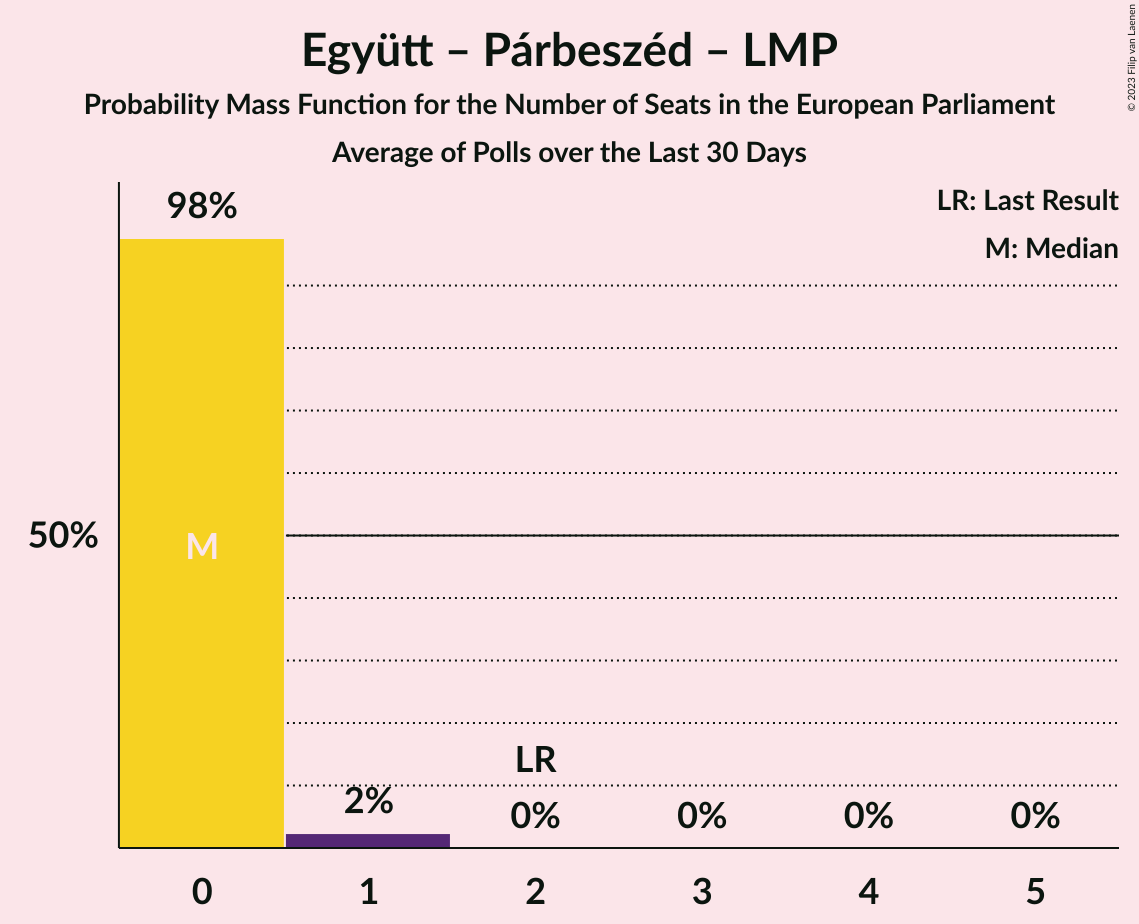 Együtt – Párbeszéd – LMP
Probability Mass Function for the Number of Seats in the European Parliament
Average of Polls over the Last 30 Days
© 2023 Filip van Laenen
LR: Last Result
M: Median
98%
50%
M
LR
2%
0%
0%
0%
0%
0
1
2
3
4
5